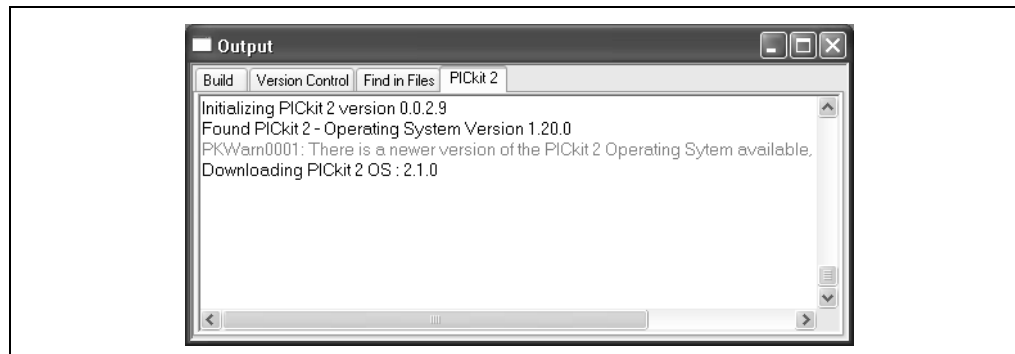 Output
Build Version Control Find in Files PICkit 2
Initializing PICkit 2 version 0.0.2.9
Found PICkit 2 - Operating System Version 1.20.0
PKWarn0001: There is a newer version of the PICkit 2 Operating Sytem available,
Downloading PICkit 2 OS : 2.1.0